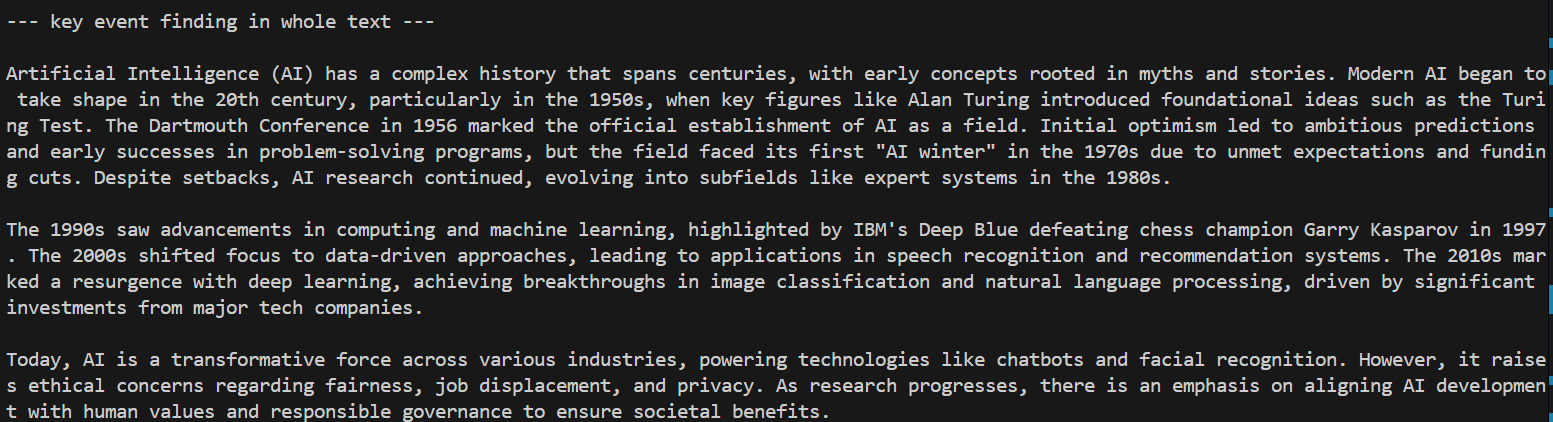 --- key event finding in whole text ---
Artificial Intelligence (AI) has a complex history that spans centuries, with early concepts rooted in myths and stories. Modern AI began to
take shape in the 20th century, particularly in the 1950s, when key figures like Alan Turing introduced foundational ideas such as the Turi
ng Test. The Dartmouth Conference in 1956 marked the official establishment of AI as a field. Initial optimism led to ambitious predictions
and early successes in problem-solving programs, but the field faced its first "AI winter" in the 1970s due to unmet expectations and fundin
g cuts. Despite setbacks, AI research continued, evolving into subfields like expert systems in the 1980s.
The 1990s saw advancements in computing and machine learning, highlighted by IBM's Deep Blue defeating chess champion Garry Kasparov in 1997
. The 2000s shifted focus to data-driven approaches, leading to applications in speech recognition and recommendation systems. The 2010s mar
ked a resurgence with deep learning, achieving breakthroughs in image classification and natural language processing, driven by significant
investments from major tech companies.
Today, AI is a transformative force across various industries, powering technologies like chatbots and facial recognition. However, it raise
s ethical concerns regarding fairness, job displacement, and privacy. As research progresses, there is an emphasis on aligning AI developmen
t with human values and responsible governance to ensure societal benefits.